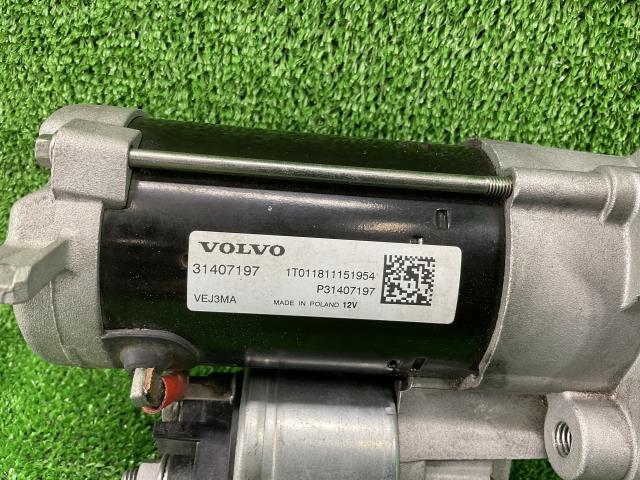 VOLVO
31407197 1T011811151954
P31407197
VEJ3MA MADE IN POLAND 12V